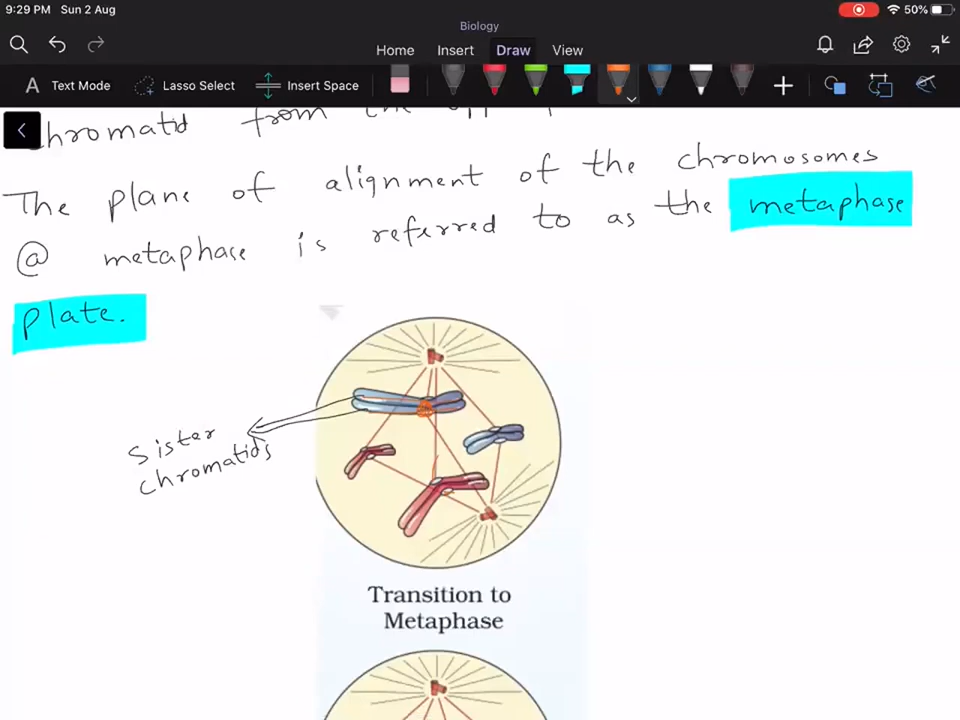 9:29 PM Sun 2 Aug
50%
Biology
Home Insert Draw View
Text Mode Lasso Select Insert Space
Chromatid from the
The plane of alignment of the chromosomes
@ metaphase is referred to as the metaphase
plate.
Sister
chromatids
Transition to
Metaphase